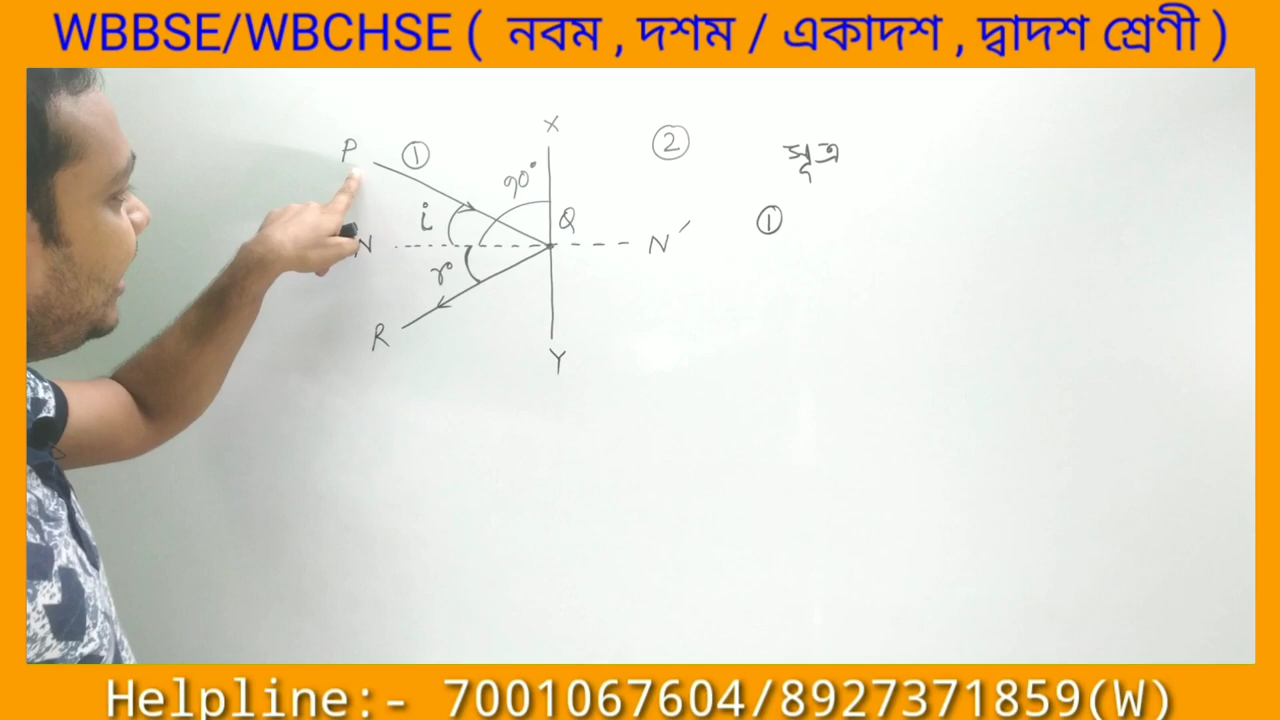 WBBSE/WBCHSE ( নবম , দশম / একাদশ , দ্বাদশ শ্রেণী )
X
P ① ② সূত্র
90°
i Q ①
N N′
r
R
Y
Helpline:- 7001067604/8927371859(W)